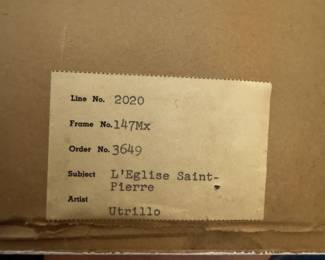 Line No. 2020
Frame No. 147Mx
Order No. 3649
Subject L'Eglise Saint-
Pierre
Artist
Utrillo